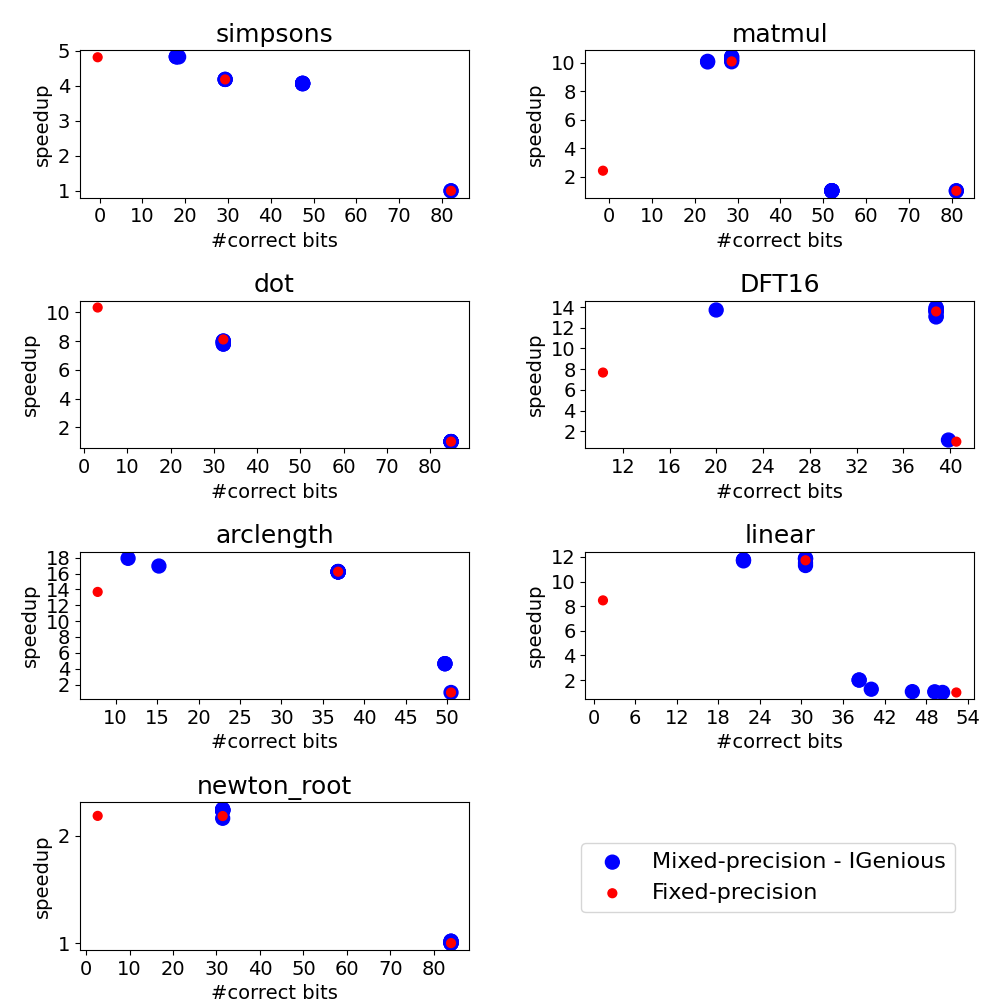 simpsons
5
4
3
2
1
speedup
0 10 20 30 40 50 60 70 80
#correct bits
matmul
10
8
6
4
2
speedup
0 10 20 30 40 50 60 70 80
#correct bits
dot
10
8
6
4
2
speedup
0 10 20 30 40 50 60 70 80
#correct bits
DFT16
14
12
10
8
6
4
2
speedup
12 16 20 24 28 32 36 40
#correct bits
arclength
18
16
14
12
10
8
6
4
2
speedup
10 15 20 25 30 35 40 45 50
#correct bits
linear
12
10
8
6
4
2
speedup
0 6 12 18 24 30 36 42 48 54
#correct bits
newton_root
2
1
speedup
0 10 20 30 40 50 60 70 80
#correct bits
Mixed-precision - IGenious
Fixed-precision